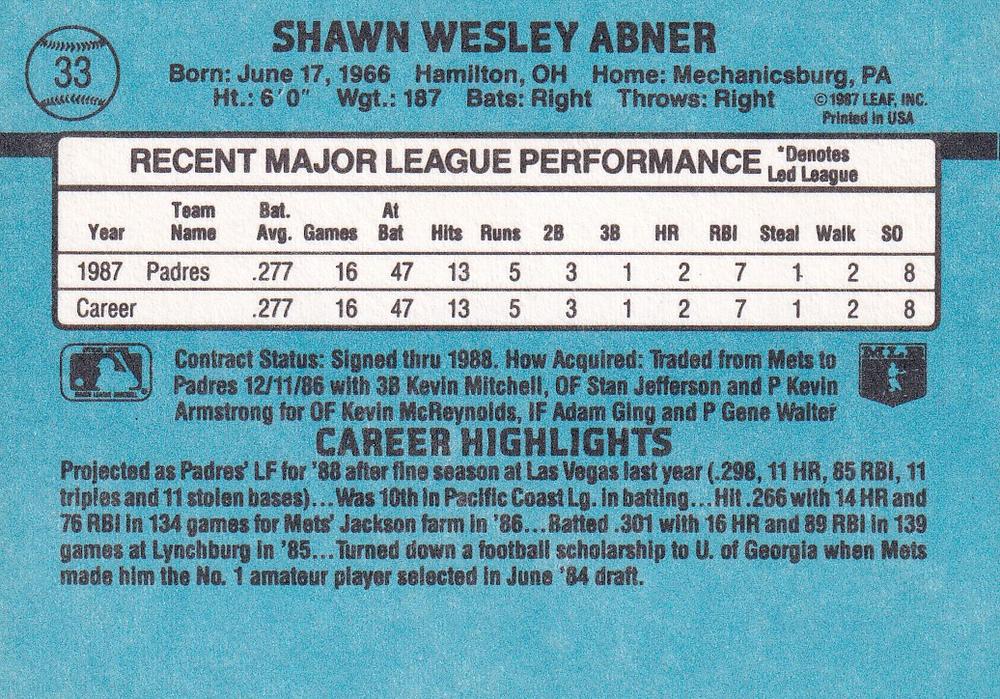 33
SHAWN WESLEY ABNER
Born: June 17, 1966 Hamilton, OH Home: Mechanicsburg, PA
Ht.: 6´0" Wgt.: 187 Bats: Right Throws: Right
©1987 LEAF, INC.
Printed in USA
RECENT MAJOR LEAGUE PERFORMANCE *Denotes
Led League
Year Team Name Bat. Avg. Games At Bat Hits Runs 2B 3B HR RBI Steal Walk SO
1987 Padres .277 16 47 13 5 3 1 2 7 1 2 8
Career .277 16 47 13 5 3 1 2 7 1 2 8
Contract Status: Signed thru 1988. How Acquired: Traded from Mets to
Padres 12/11/86 with 3B Kevin Mitchell, OF Stan Jefferson and P Kevin
Armstrong for OF Kevin McReynolds, IF Adam Ging and P Gene Walter
MLB
CAREER HIGHLIGHTS
Projected as Padres' LF for '88 after fine season at Las Vegas last year (.298, 11 HR, 85 RBI, 11
triples and 11 stolen bases)...Was 10th in Pacific Coast Lg. in batting...Hit .266 with 14 HR and
76 RBI in 134 games for Mets' Jackson farm in '86...Batted .301 with 16 HR and 89 RBI in 139
games at Lynchburg in '85...Turned down a football scholarship to U. of Georgia when Mets
made him the No. 1 amateur player selected in June '84 draft.